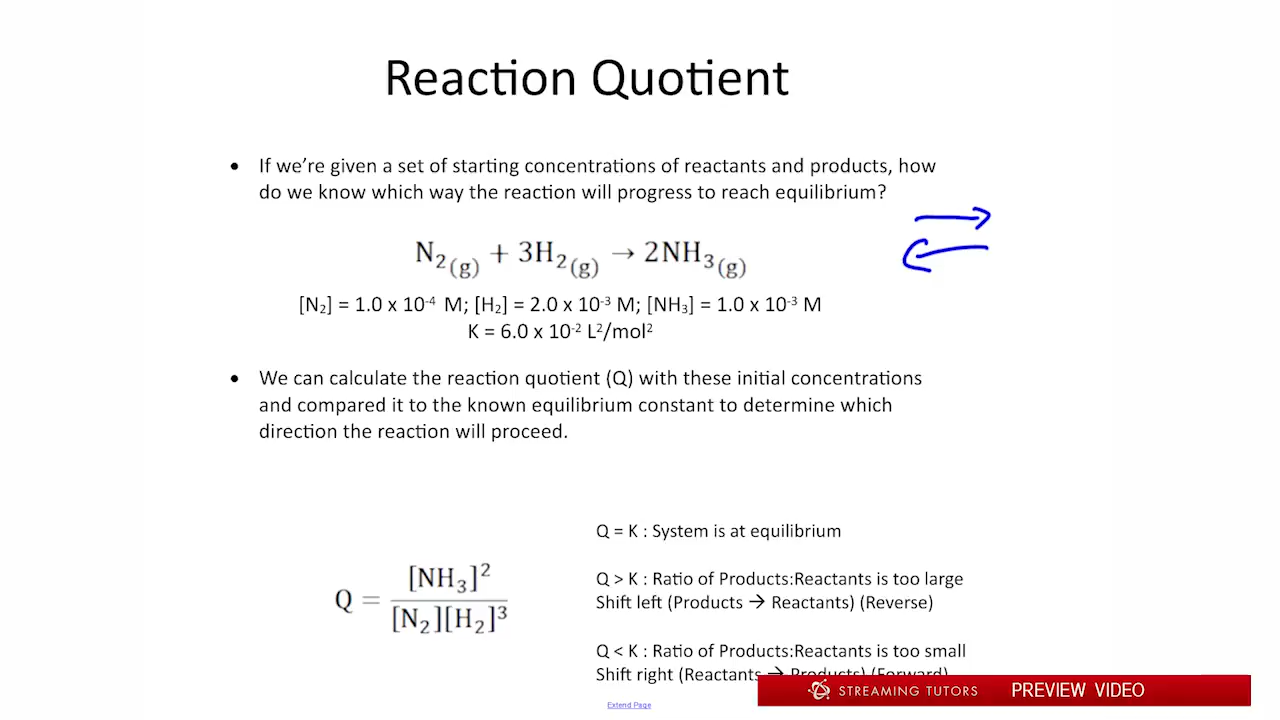 Reaction Quotient
• If we're given a set of starting concentrations of reactants and products, how
do we know which way the reaction will progress to reach equilibrium?
N₂(g) + 3H₂(g) → 2NH₃(g)
[N₂] = 1.0 x 10⁻⁴ M; [H₂] = 2.0 x 10⁻³ M; [NH₃] = 1.0 x 10⁻³ M
K = 6.0 x 10⁻² L²/mol²
• We can calculate the reaction quotient (Q) with these initial concentrations
and compared it to the known equilibrium constant to determine which
direction the reaction will proceed.
Q = [NH₃]² / [N₂][H₂]³
Q = K : System is at equilibrium
Q > K : Ratio of Products:Reactants is too large
Shift left (Products → Reactants) (Reverse)
Q < K : Ratio of Products:Reactants is too small
Shift right (Reactants → Products) (Forward)
STREAMING TUTORS PREVIEW VIDEO
Extend Page